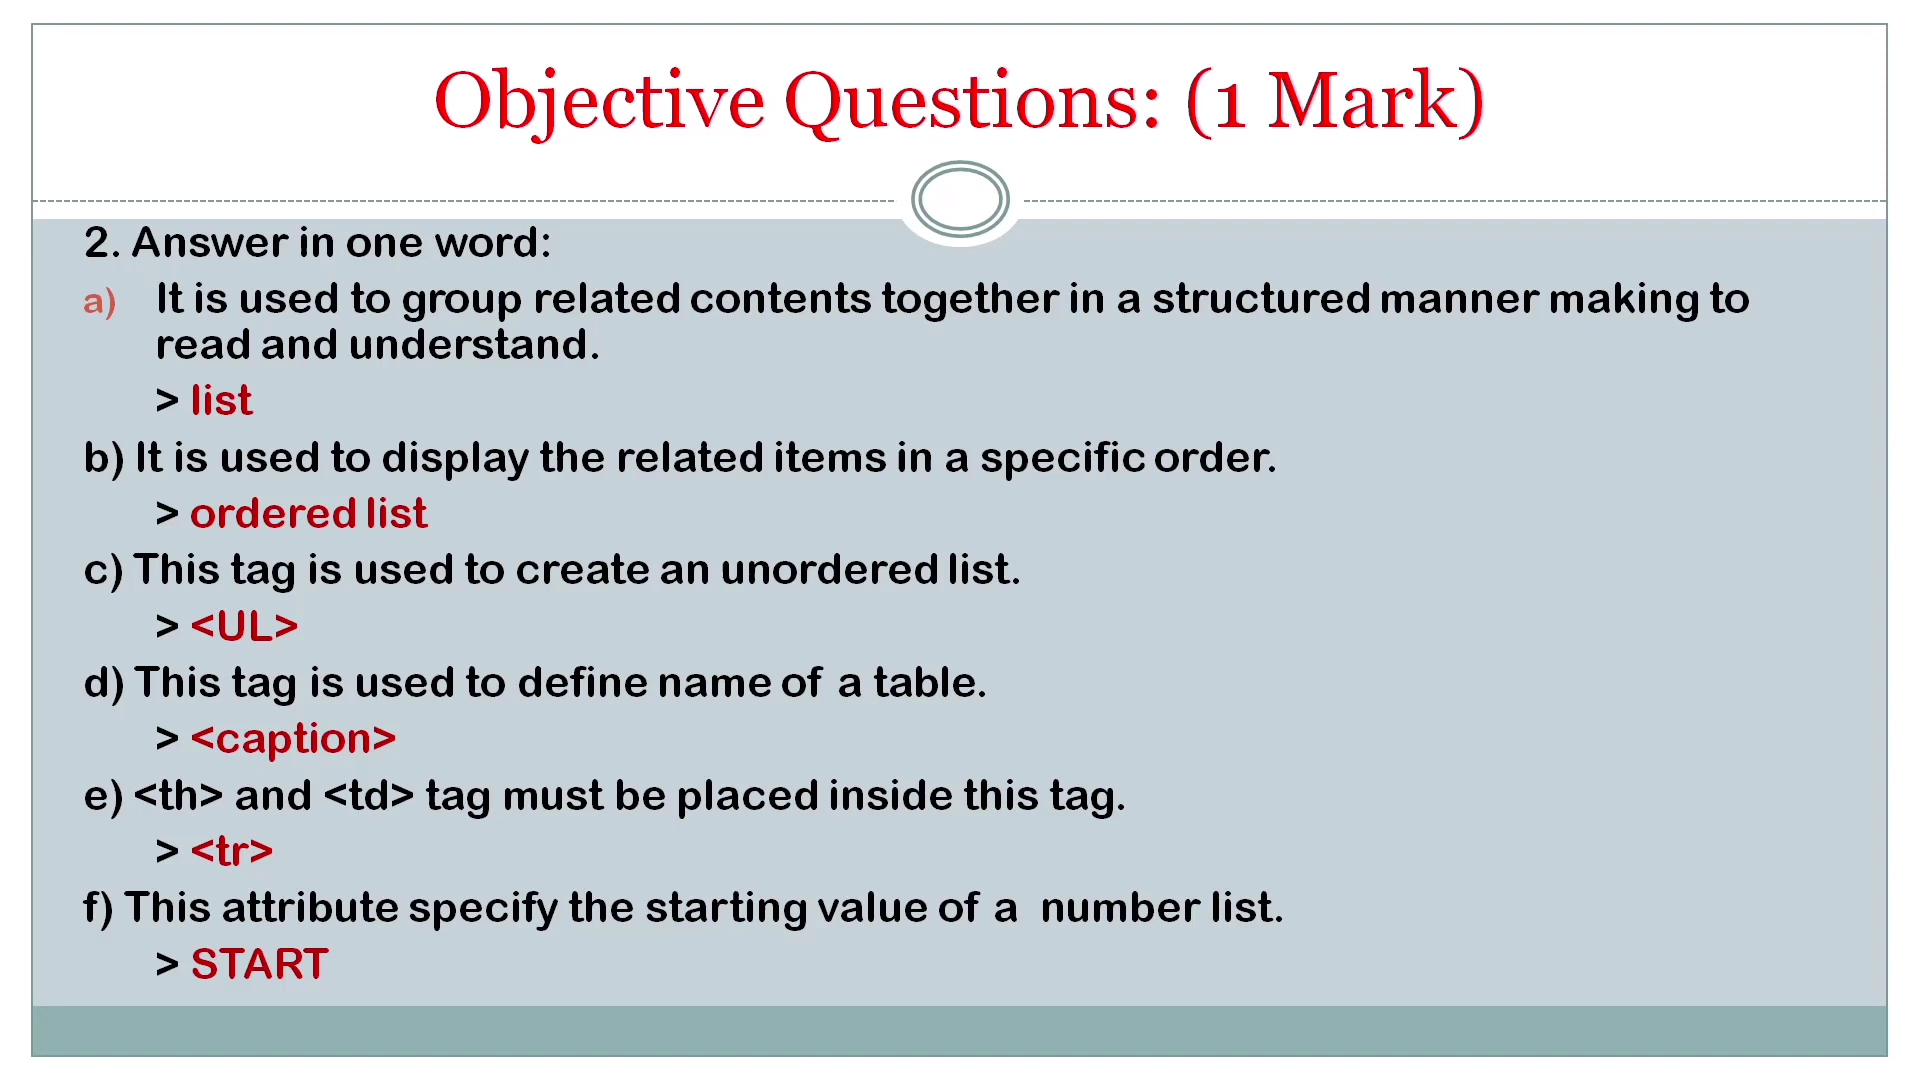 Objective Questions: (1 Mark)
2. Answer in one word:
a) It is used to group related contents together in a structured manner making to
read and understand.
> list
b) It is used to display the related items in a specific order.
> ordered list
c) This tag is used to create an unordered list.
> <UL>
d) This tag is used to define name of a table.
> <caption>
e) <th> and <td> tag must be placed inside this tag.
> <tr>
f) This attribute specify the starting value of a number list.
> START